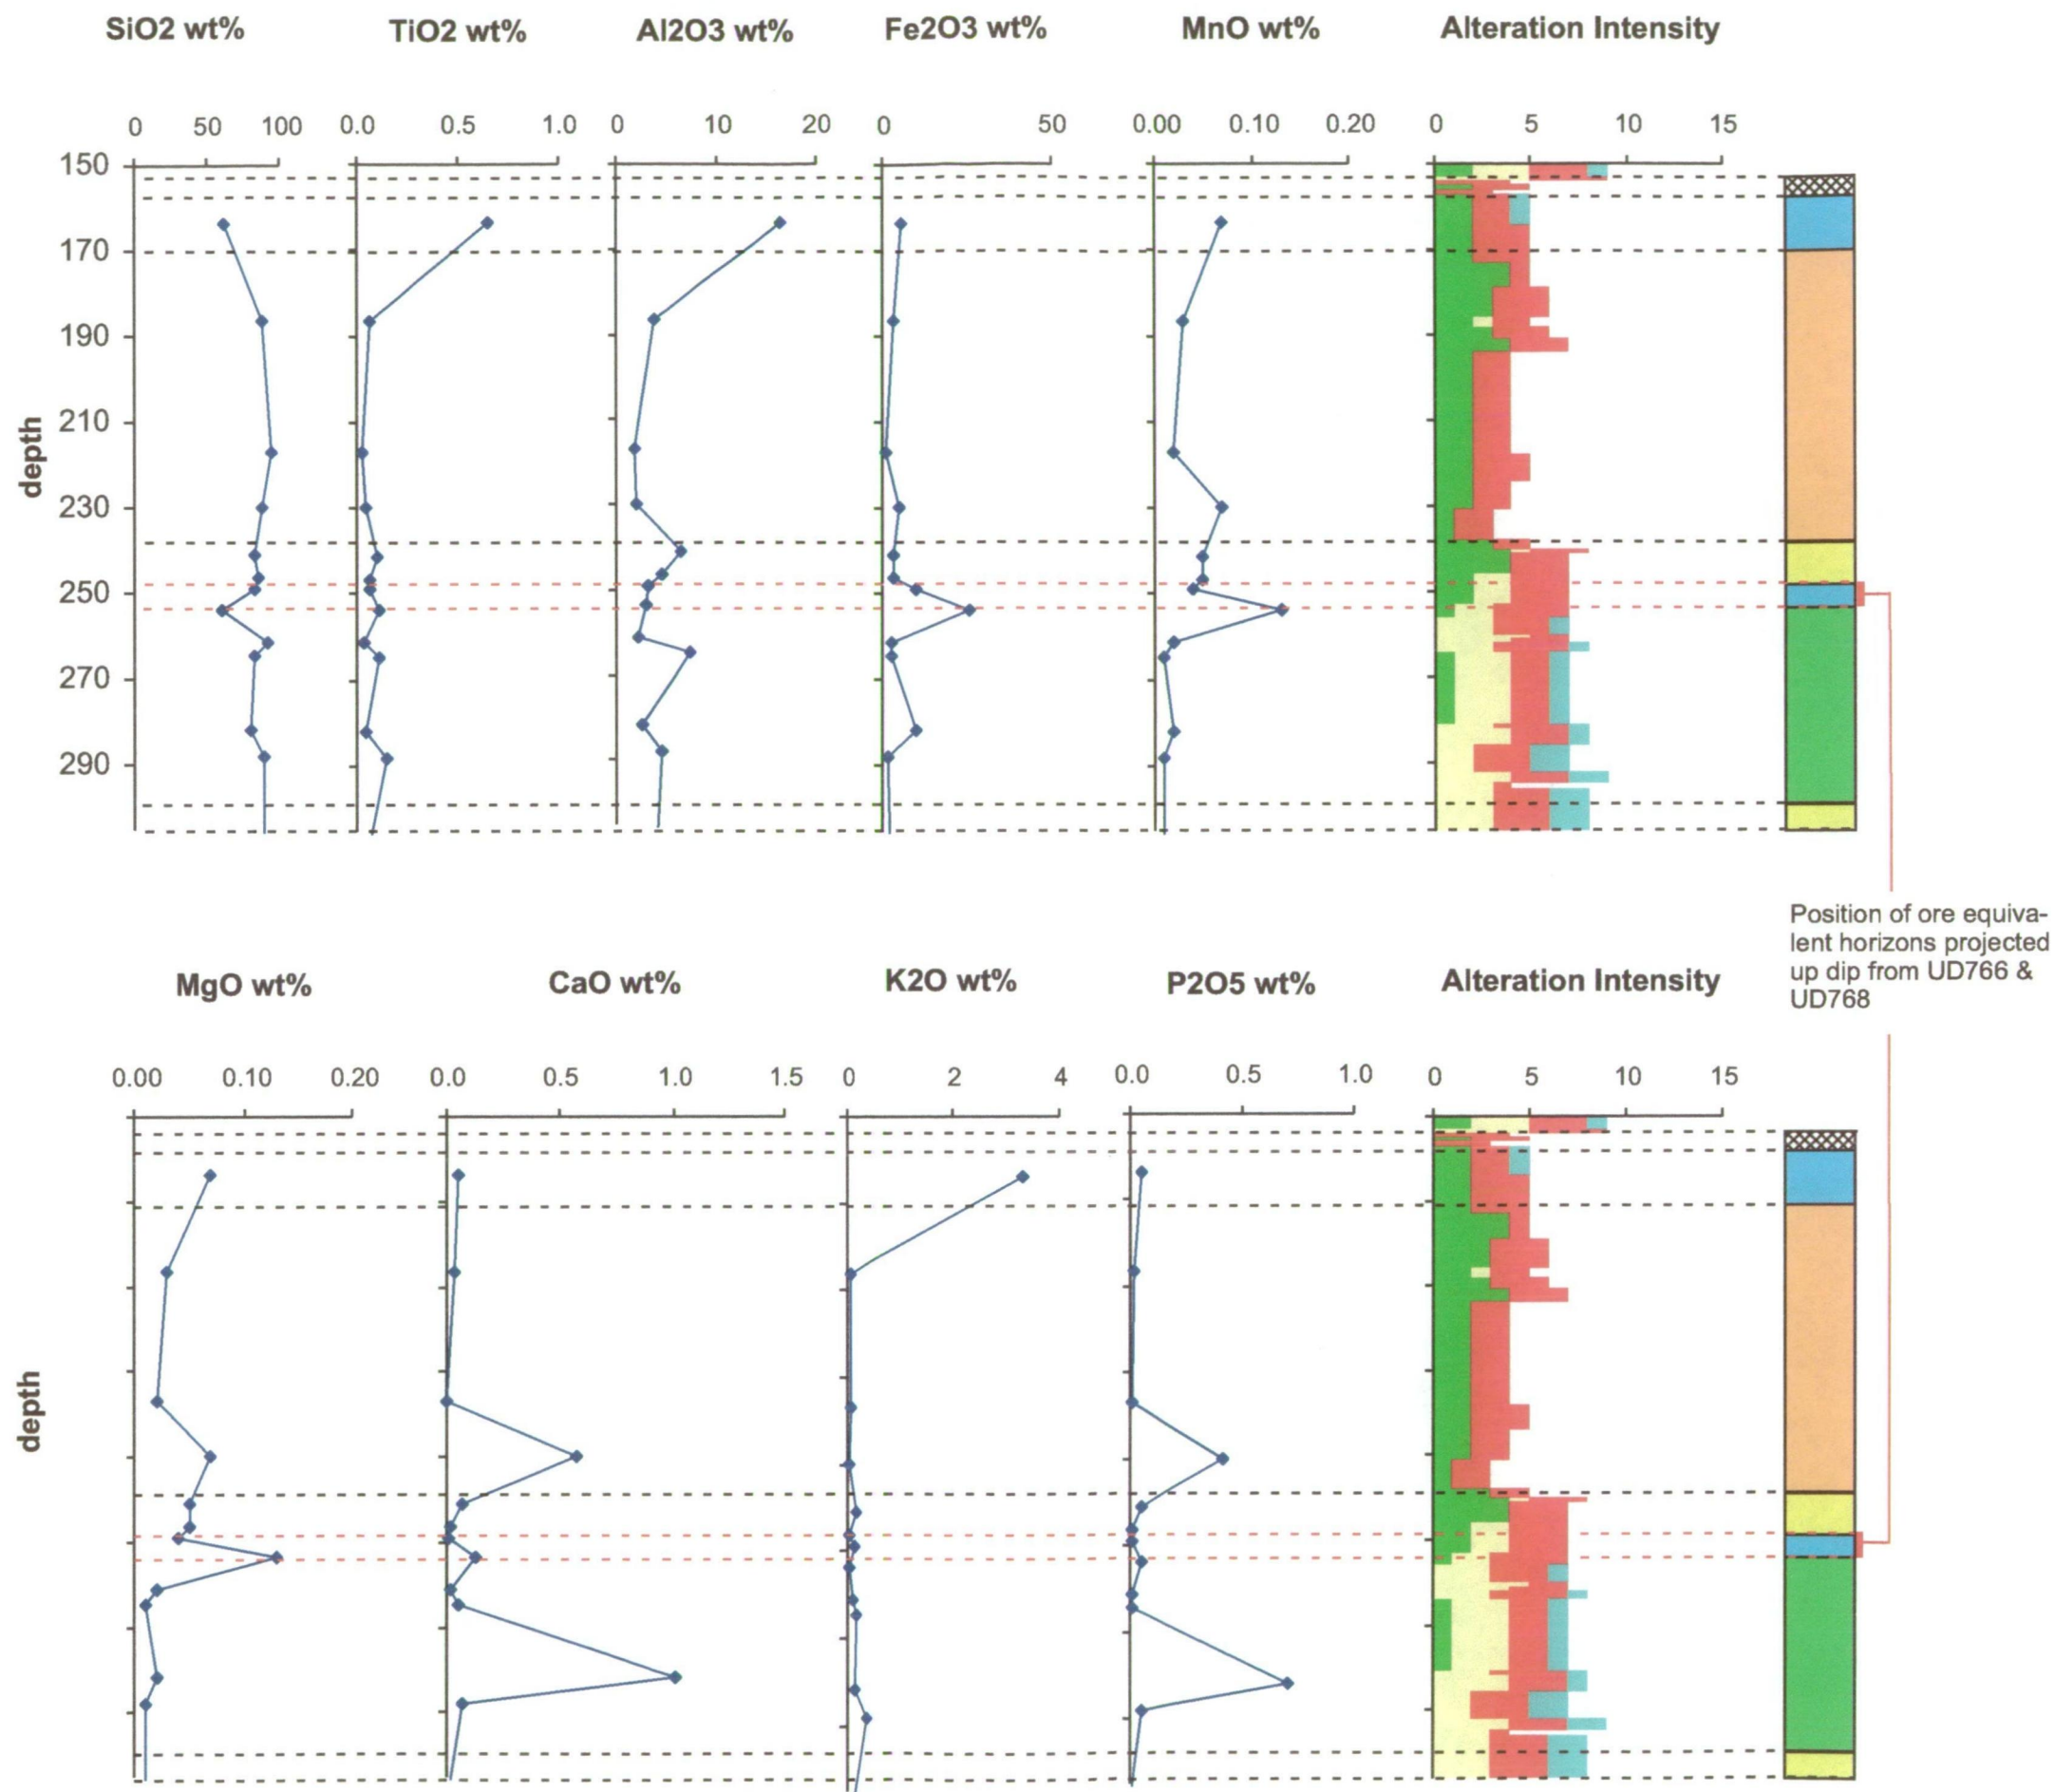 SiO2 wt% TiO2 wt% Al2O3 wt% Fe2O3 wt% MnO wt% Alteration Intensity
0 50 100 0.0 0.5 1.0 0 10 20 0 50 0.00 0.10 0.20 0 5 10 15
150
170
190
210
depth
230
250
270
290
Position of ore equiva-
lent horizons projected
up dip from UD766 &
UD768
MgO wt% CaO wt% K2O wt% P2O5 wt% Alteration Intensity
0.00 0.10 0.20 0.0 0.5 1.0 1.5 0 2 4 0.0 0.5 1.0 0 5 10 15
depth